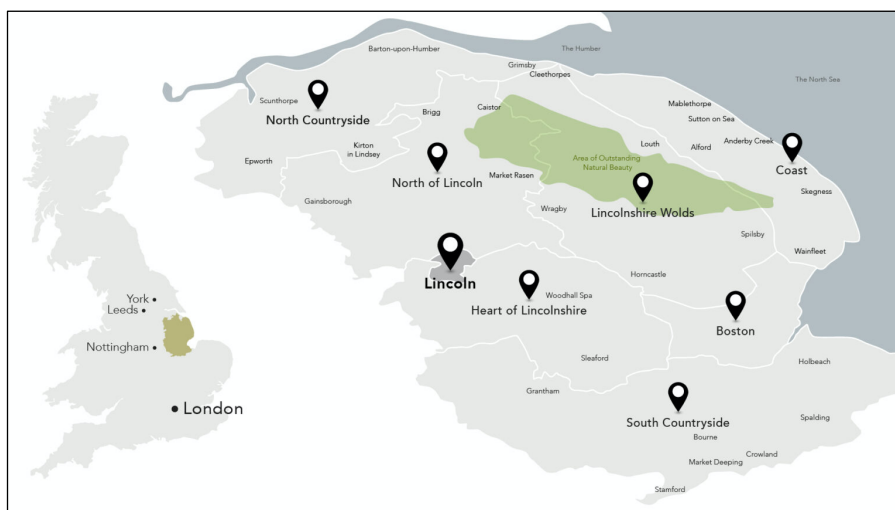 Barton-upon-Humber
The Humber
Grimsby
Cleethorpes
The North Sea
Scunthorpe
North Countryside
Brigg
Caistor
Mablethorpe
Sutton on Sea
Anderby Creek
Kirton
in Lindsey
Louth
Alford
Epworth
Area of Outstanding
Natural Beauty
Coast
North of Lincoln
Market Rasen
Skegness
Gainsborough
Wragby
Lincolnshire Wolds
Spilsby
Wainfleet
Lincoln
Horncastle
Woodhall Spa
Heart of Lincolnshire
York
Leeds
Boston
Nottingham
Sleaford
Holbeach
Grantham
London
South Countryside
Spalding
Bourne
Crowland
Market Deeping
Stamford